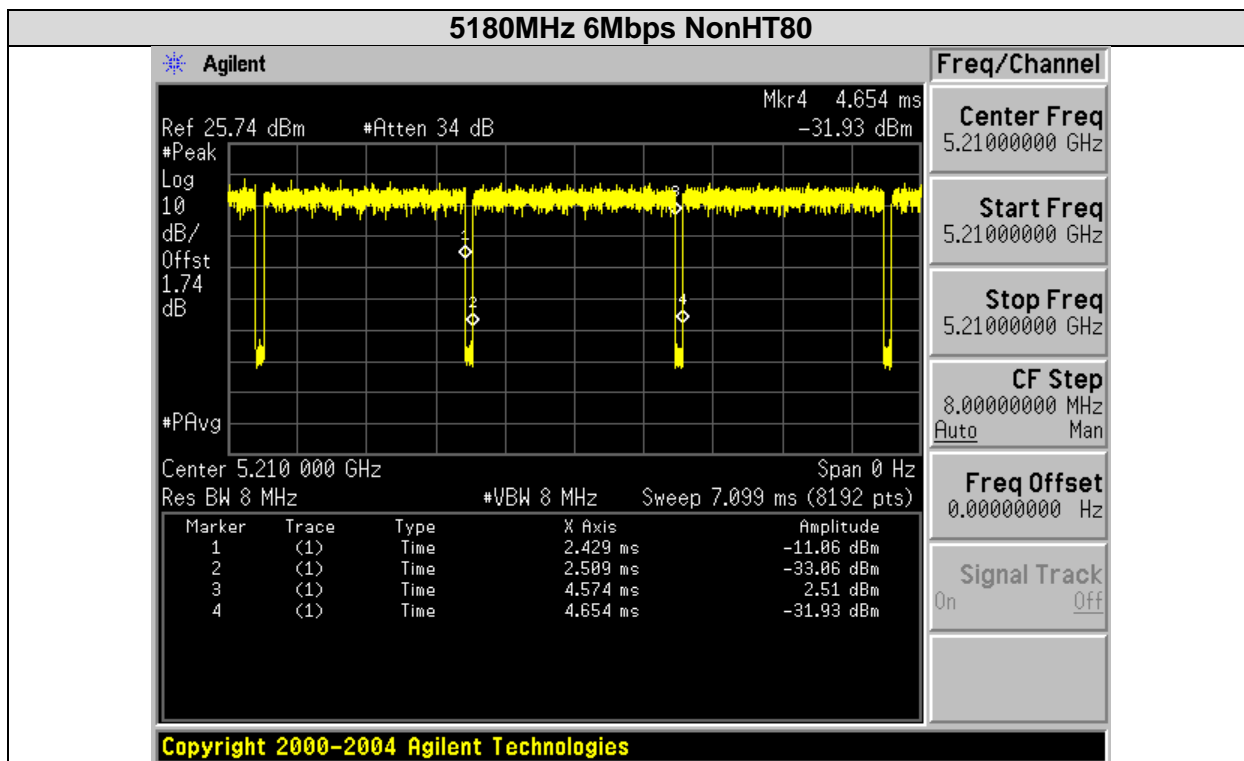 5180MHz 6Mbps NonHT80
Agilent
Freq/Channel
Mkr4 4.654 ms
Ref 25.74 dBm #Atten 34 dB -31.93 dBm
#Peak
Log
10
dB/
Offst
1.74
dB
#PAvg
1
2
3
4
Center 5.210 000 GHz Span 0 Hz
Res BW 8 MHz #VBW 8 MHz Sweep 7.099 ms (8192 pts)
Marker Trace Type X Axis Amplitude
1 (1) Time 2.429 ms -11.06 dBm
2 (1) Time 2.509 ms -33.06 dBm
3 (1) Time 4.574 ms 2.51 dBm
4 (1) Time 4.654 ms -31.93 dBm
Center Freq
5.21000000 GHz
Start Freq
5.21000000 GHz
Stop Freq
5.21000000 GHz
CF Step
8.00000000 MHz
Auto Man
Freq Offset
0.00000000 Hz
Signal Track
On Off
Copyright 2000-2004 Agilent Technologies